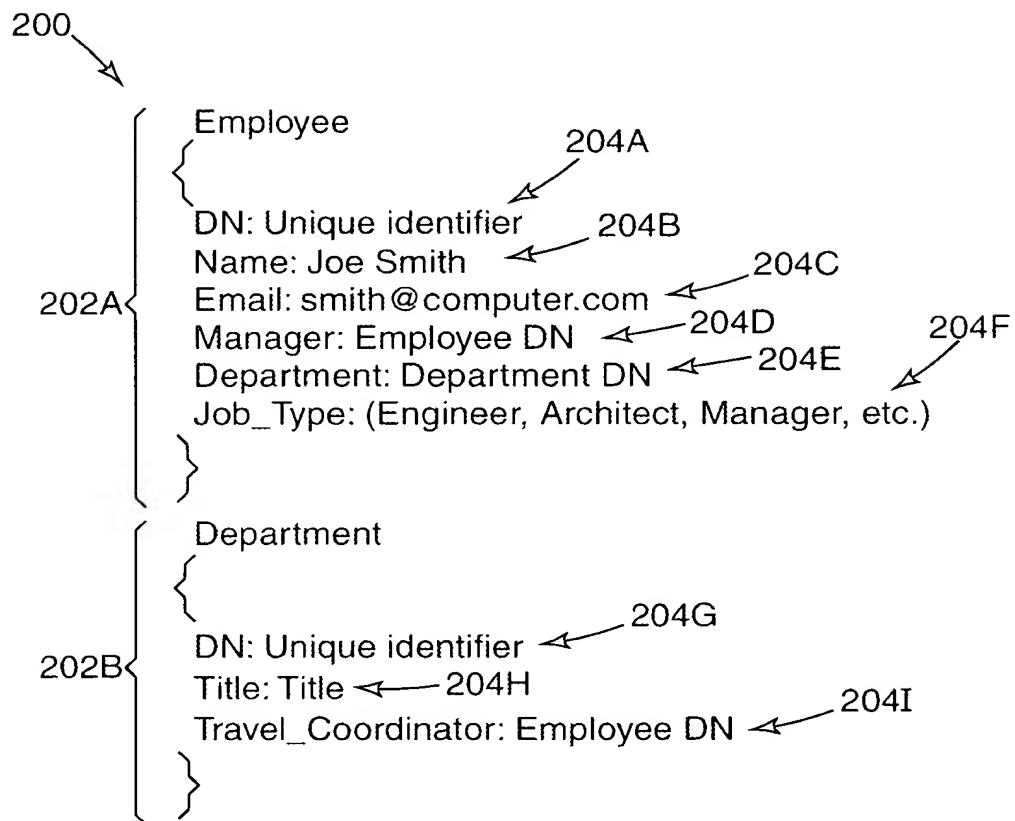 200
Employee
{
204A
DN: Unique identifier
204B
Name: Joe Smith
204C
Email: smith@computer.com
202A
Manager: Employee DN
204D
204F
Department: Department DN
204E
Job_Type: (Engineer, Architect, Manager, etc.)
}
Department
{
204G
DN: Unique identifier
202B
Title: Title
204H
204I
Travel_Coordinator: Employee DN
}